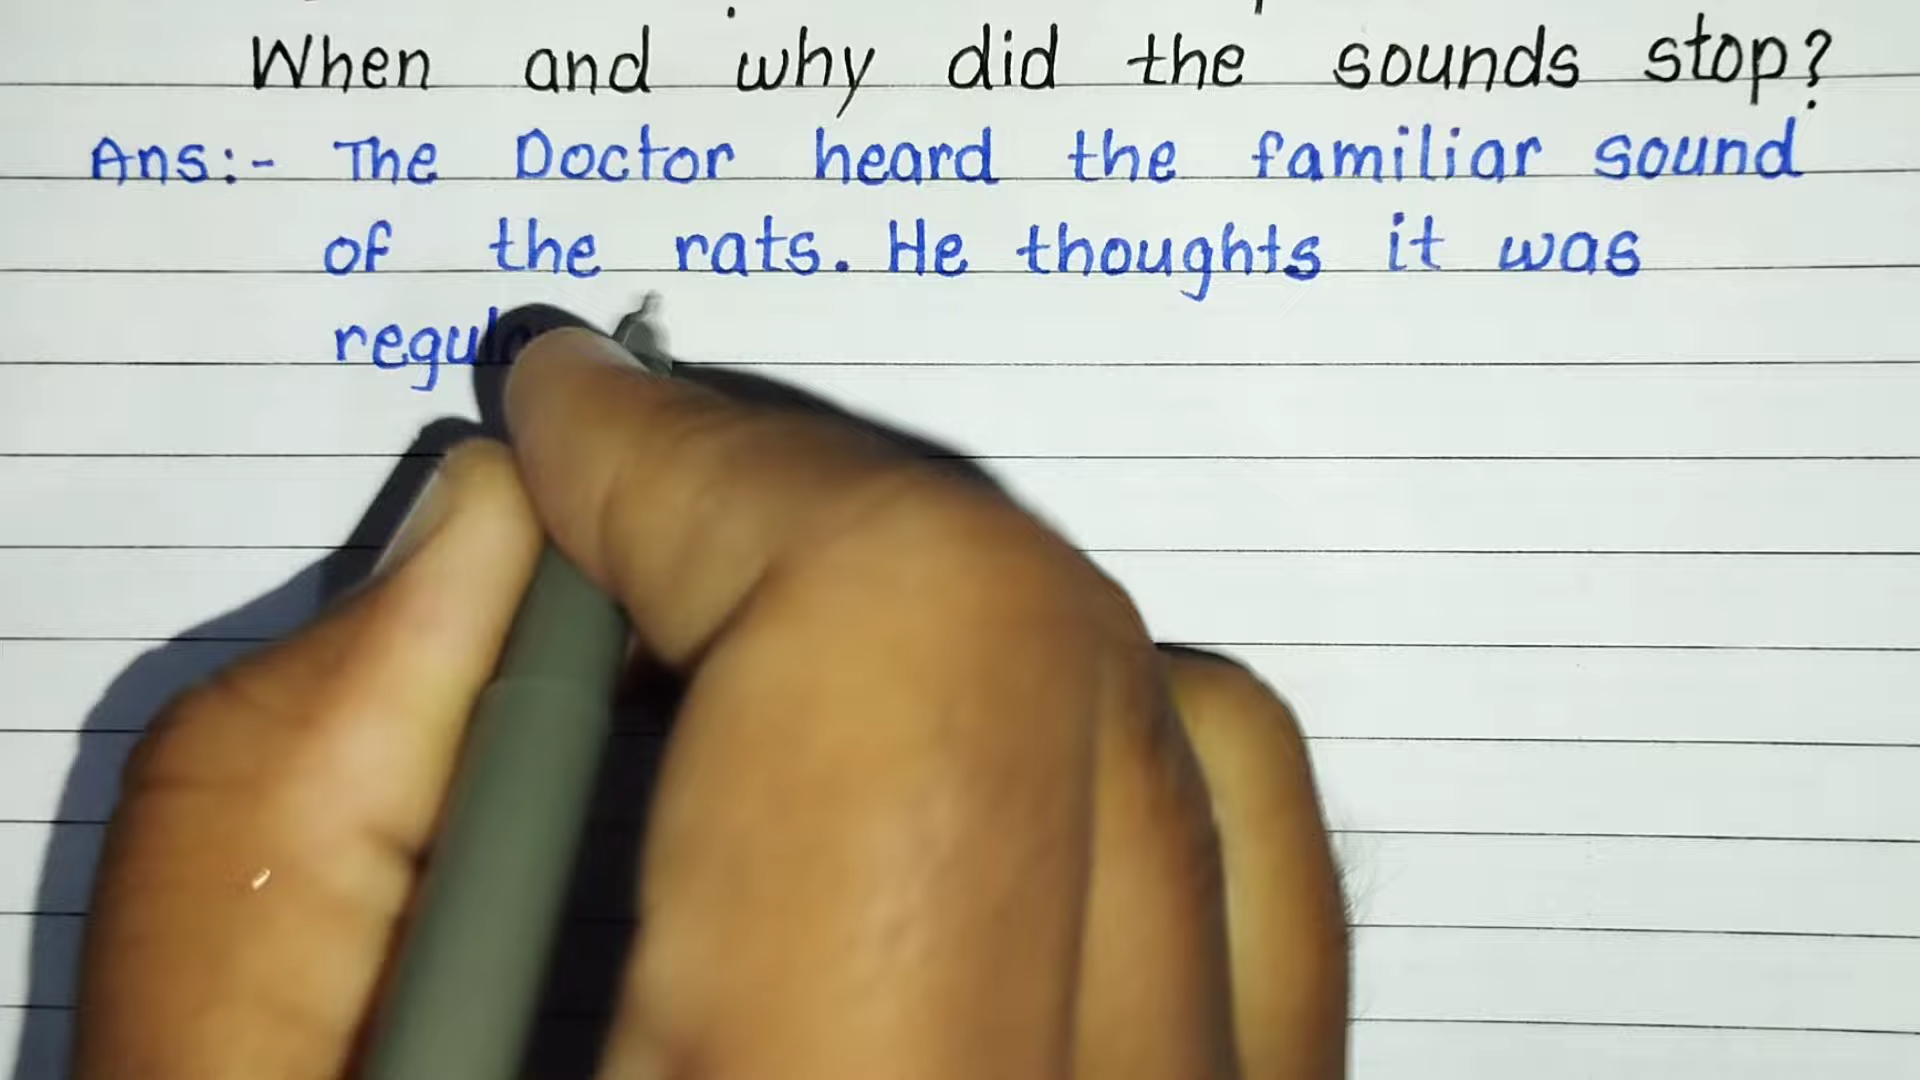 When and why did the sounds stop?
Ans:- The Doctor heard the familiar sound
of the rats. He thoughts it was